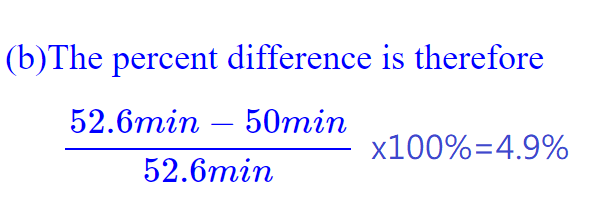 (b)The percent difference is therefore
52.6min – 50min
x100%=4.9%
52.6min